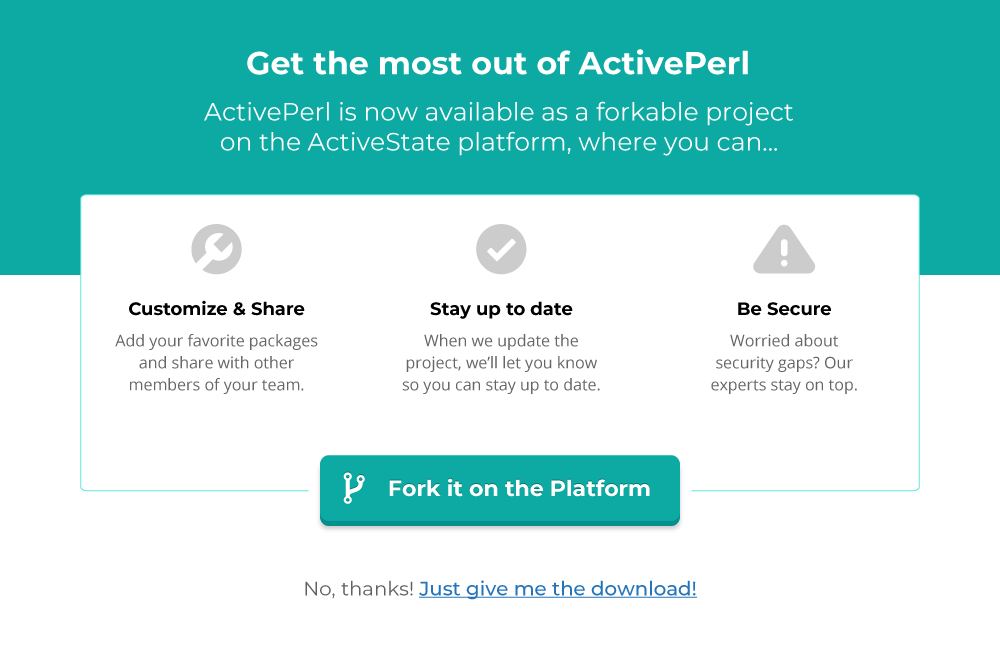 Get the most out of ActivePerl
ActivePerl is now available as a forkable project
on the ActiveState platform, where you can...
Customize & Share
Add your favorite packages
and share with other
members of your team.
Stay up to date
When we update the
project, we’ll let you know
so you can stay up to date.
Be Secure
Worried about
security gaps? Our
experts stay on top.
Fork it on the Platform
No, thanks! Just give me the download!